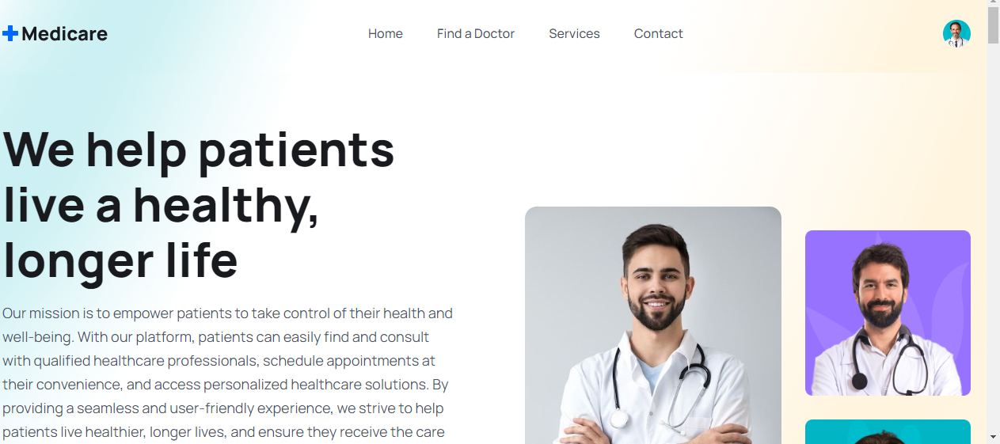 Medicare
Home
Find a Doctor
Services
Contact
We help patients
live a healthy,
longer life
Our mission is to empower patients to take control of their health and
well-being. With our platform, patients can easily find and consult
with qualified healthcare professionals, schedule appointments at
their convenience, and access personalized healthcare solutions. By
providing a seamless and user-friendly experience, we strive to help
patients live healthier, longer lives, and ensure they receive the care